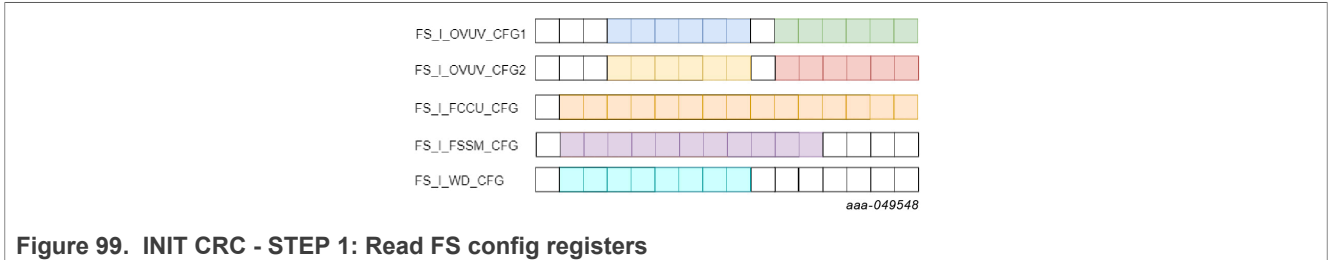 FS_I_OVUV_CFG1
FS_I_OVUV_CFG2
FS_I_FCCU_CFG
FS_I_FSSM_CFG
FS_I_WD_CFG
aaa-049548
Figure 99. INIT CRC - STEP 1: Read FS config registers